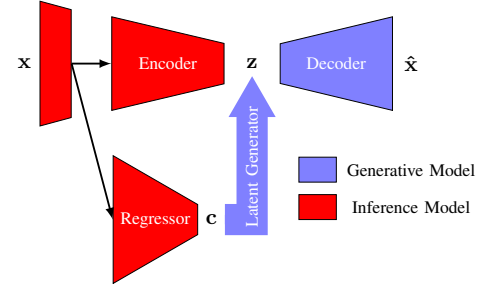 x
Encoder
z
Decoder
x̂
Latent Generator
Regressor
c
Generative Model
Inference Model